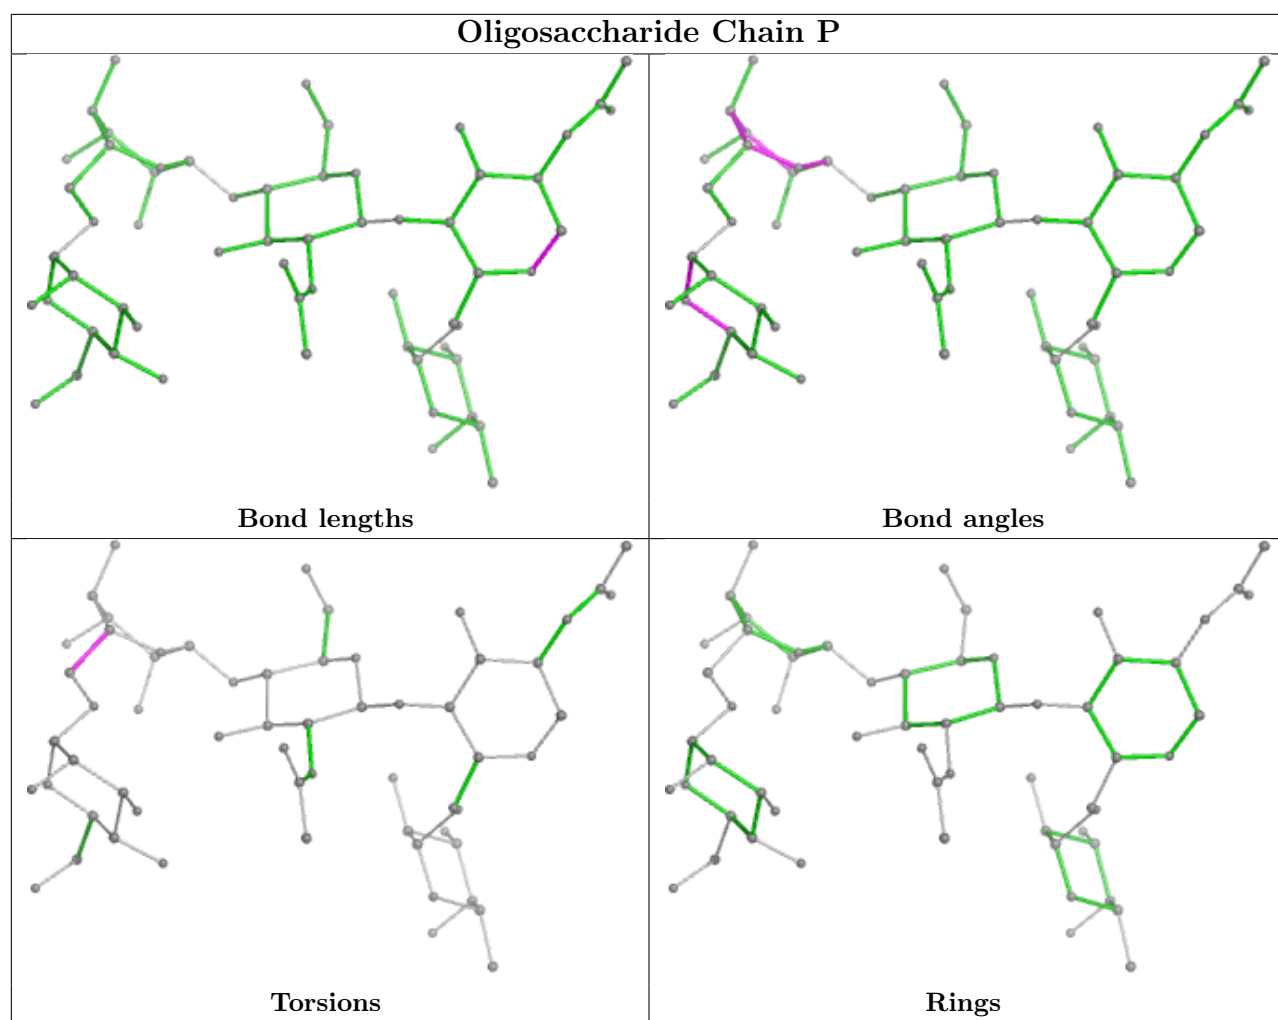 Oligosaccharide Chain P
Bond lengths
Bond angles
Torsions
Rings